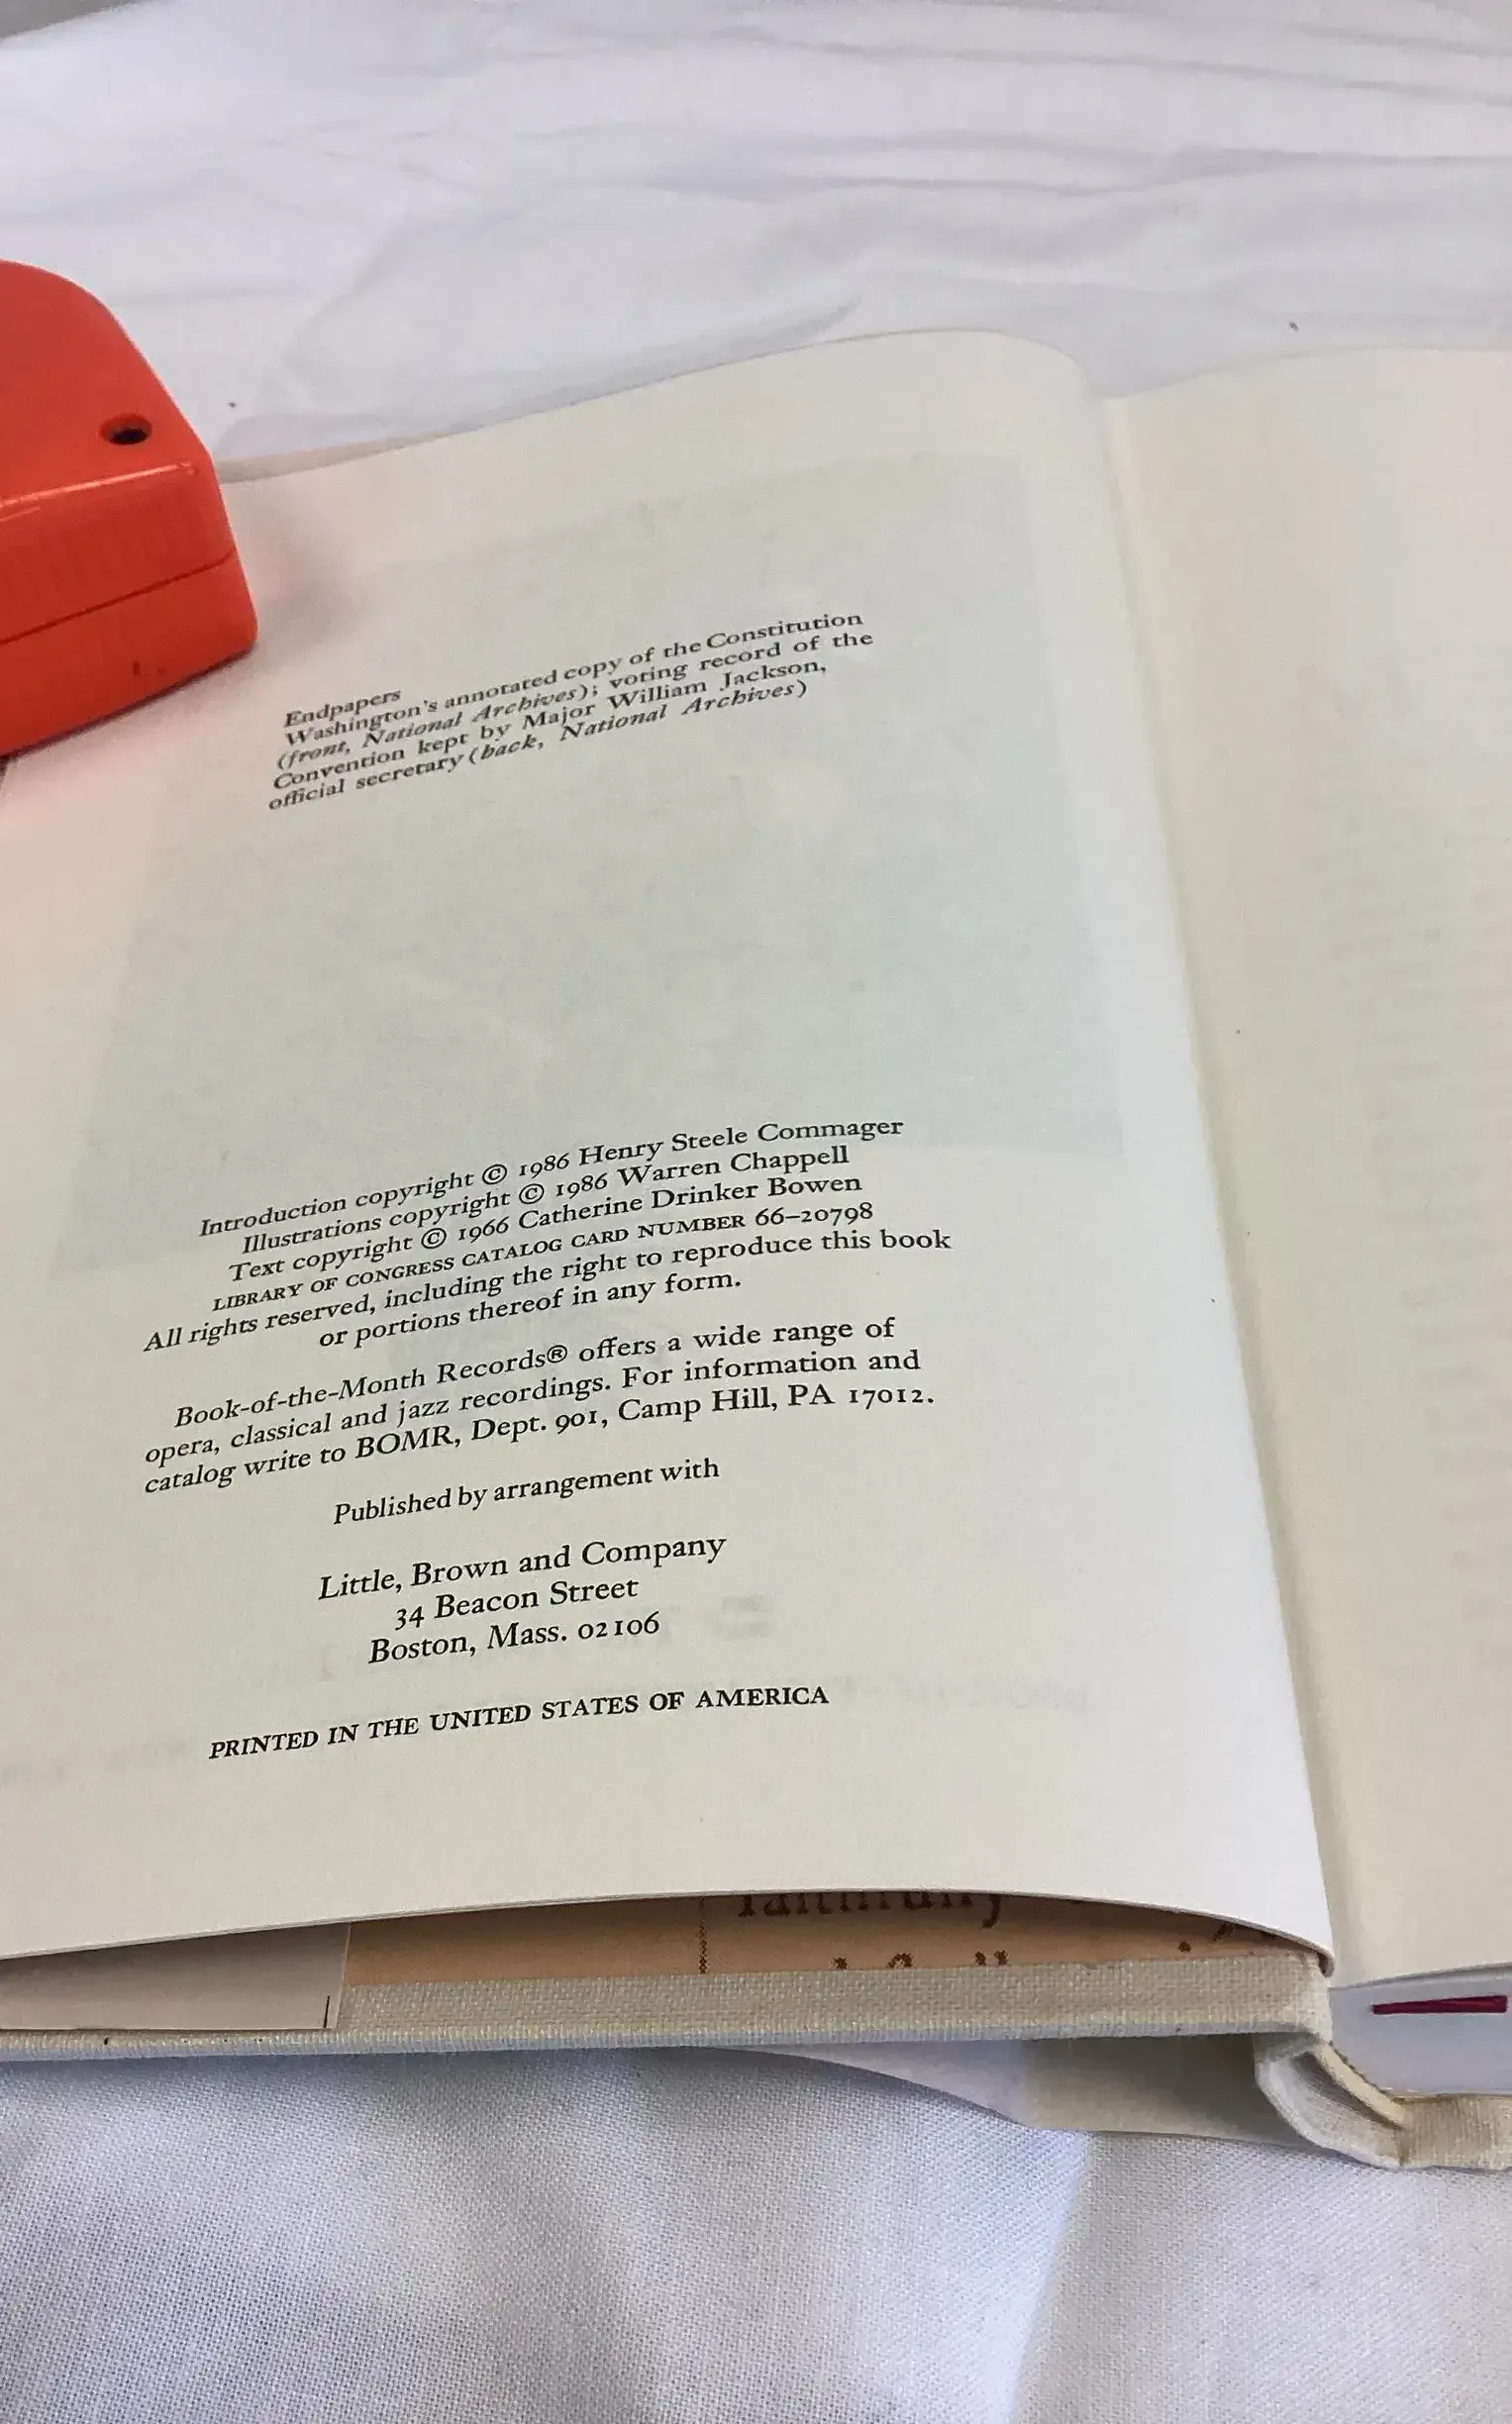 Endpapers
Washington's annotated copy of the Constitution
(front, National Archives); voting record of the
Convention kept by Major William Jackson,
official secretary (back, National Archives)
Introduction copyright © 1986 Henry Steele Commager
Illustrations copyright © 1986 Warren Chappell
Text copyright © 1966 Catherine Drinker Bowen
LIBRARY OF CONGRESS CATALOG CARD NUMBER 66–20798
All rights reserved, including the right to reproduce this book
or portions thereof in any form.
Book-of-the-Month Records® offers a wide range of
opera, classical and jazz recordings. For information and
catalog write to BOMR, Dept. 901, Camp Hill, PA 17012.
Published by arrangement with
Little, Brown and Company
34 Beacon Street
Boston, Mass. 02106
PRINTED IN THE UNITED STATES OF AMERICA
faithfully